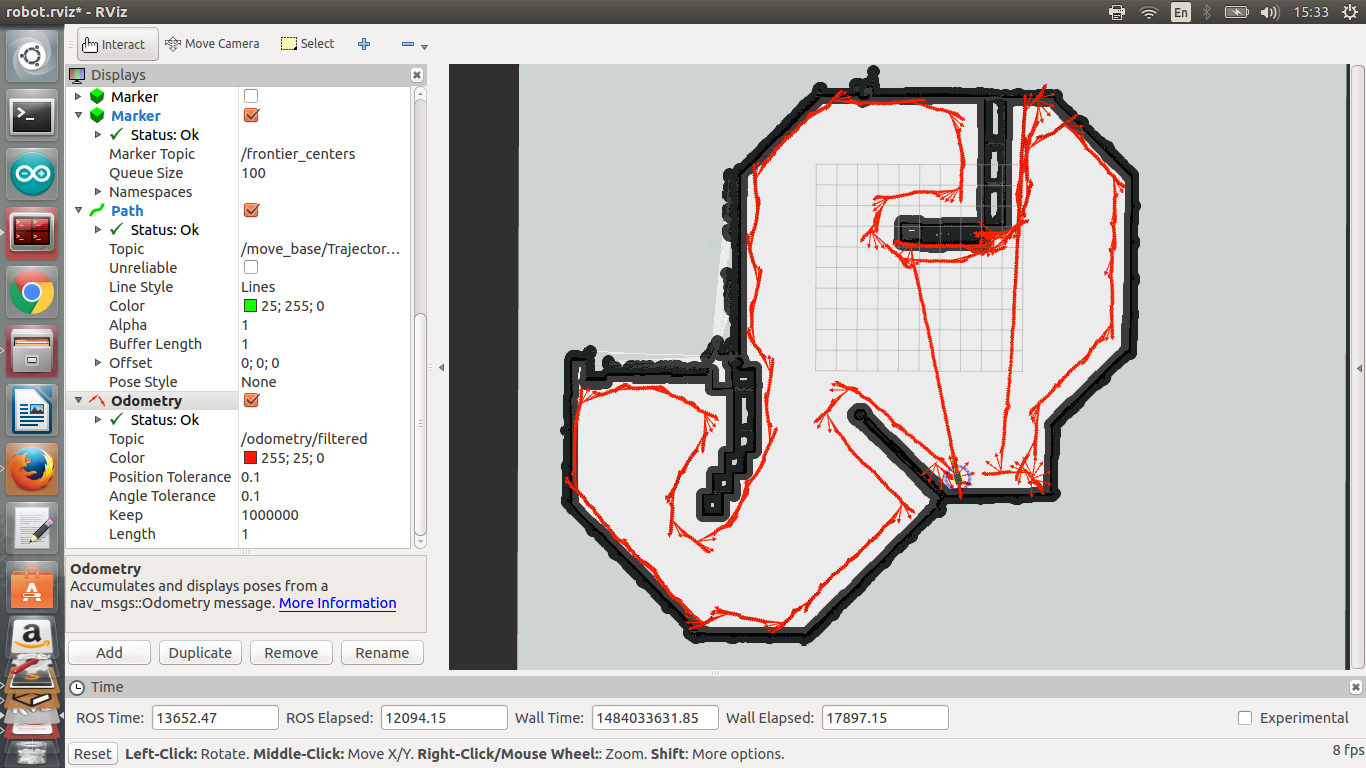 robot.rviz* - RViz
En
15:33
Interact
Move Camera
Select
Displays
Marker
Marker
Status: Ok
Marker Topic /frontier_centers
Queue Size 100
Namespaces
Path
Status: Ok
Topic /move_base/Trajector...
Unreliable
Line Style Lines
Color 25; 255; 0
Alpha 1
Buffer Length 1
Offset 0; 0; 0
Pose Style None
Odometry
Status: Ok
Topic /odometry/filtered
Color 255; 25; 0
Position Tolerance 0.1
Angle Tolerance 0.1
Keep 1000000
Length 1
Odometry
Accumulates and displays poses from a
nav_msgs::Odometry message. More Information
Add Duplicate Remove Rename
Time
ROS Time: 13652.47 ROS Elapsed: 12094.15 Wall Time: 1484033631.85 Wall Elapsed: 17897.15 Experimental
Reset Left-Click: Rotate. Middle-Click: Move X/Y. Right-Click/Mouse Wheel:: Zoom. Shift: More options. 8 fps